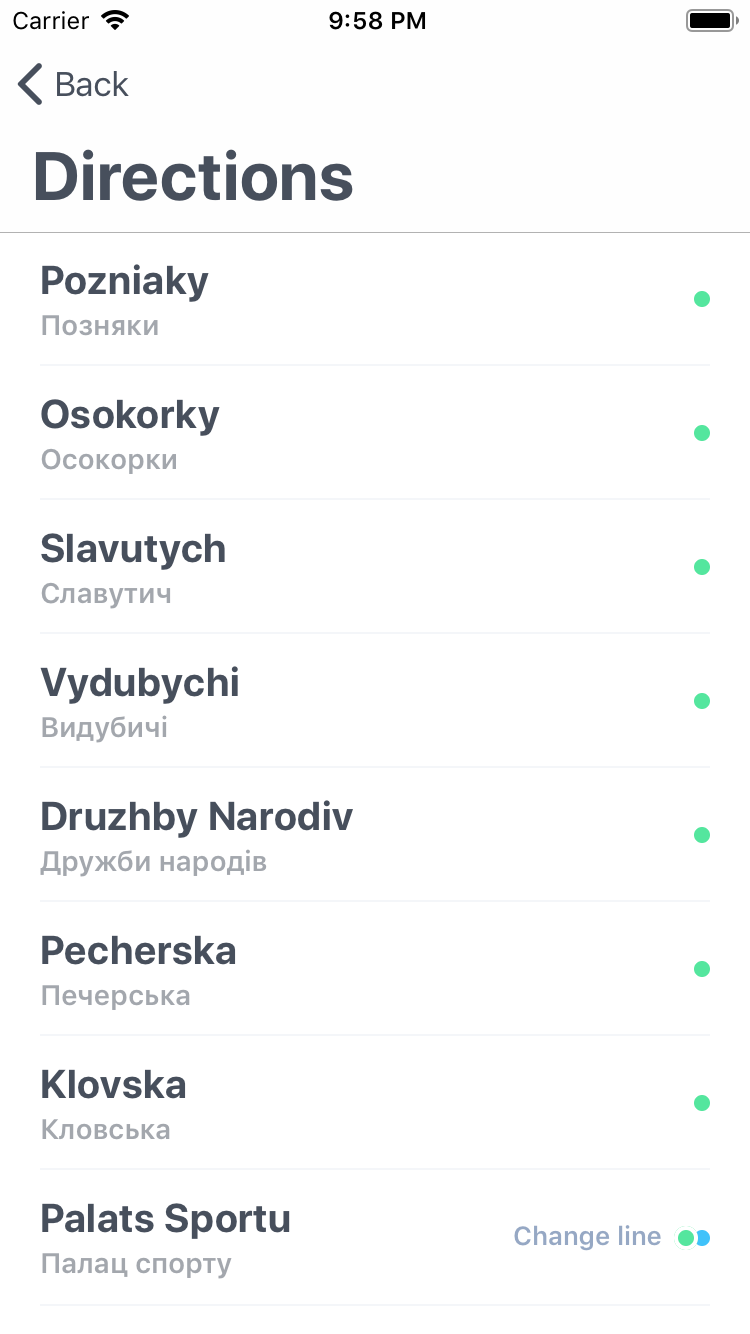 Carrier 9:58 PM
Back
Directions
Pozniaky
Позняки
Osokorky
Осокорки
Slavutych
Славутич
Vydubychi
Видубичі
Druzhby Narodiv
Дружби народів
Pecherska
Печерська
Klovska
Кловська
Palats Sportu
Change line
Палац спорту